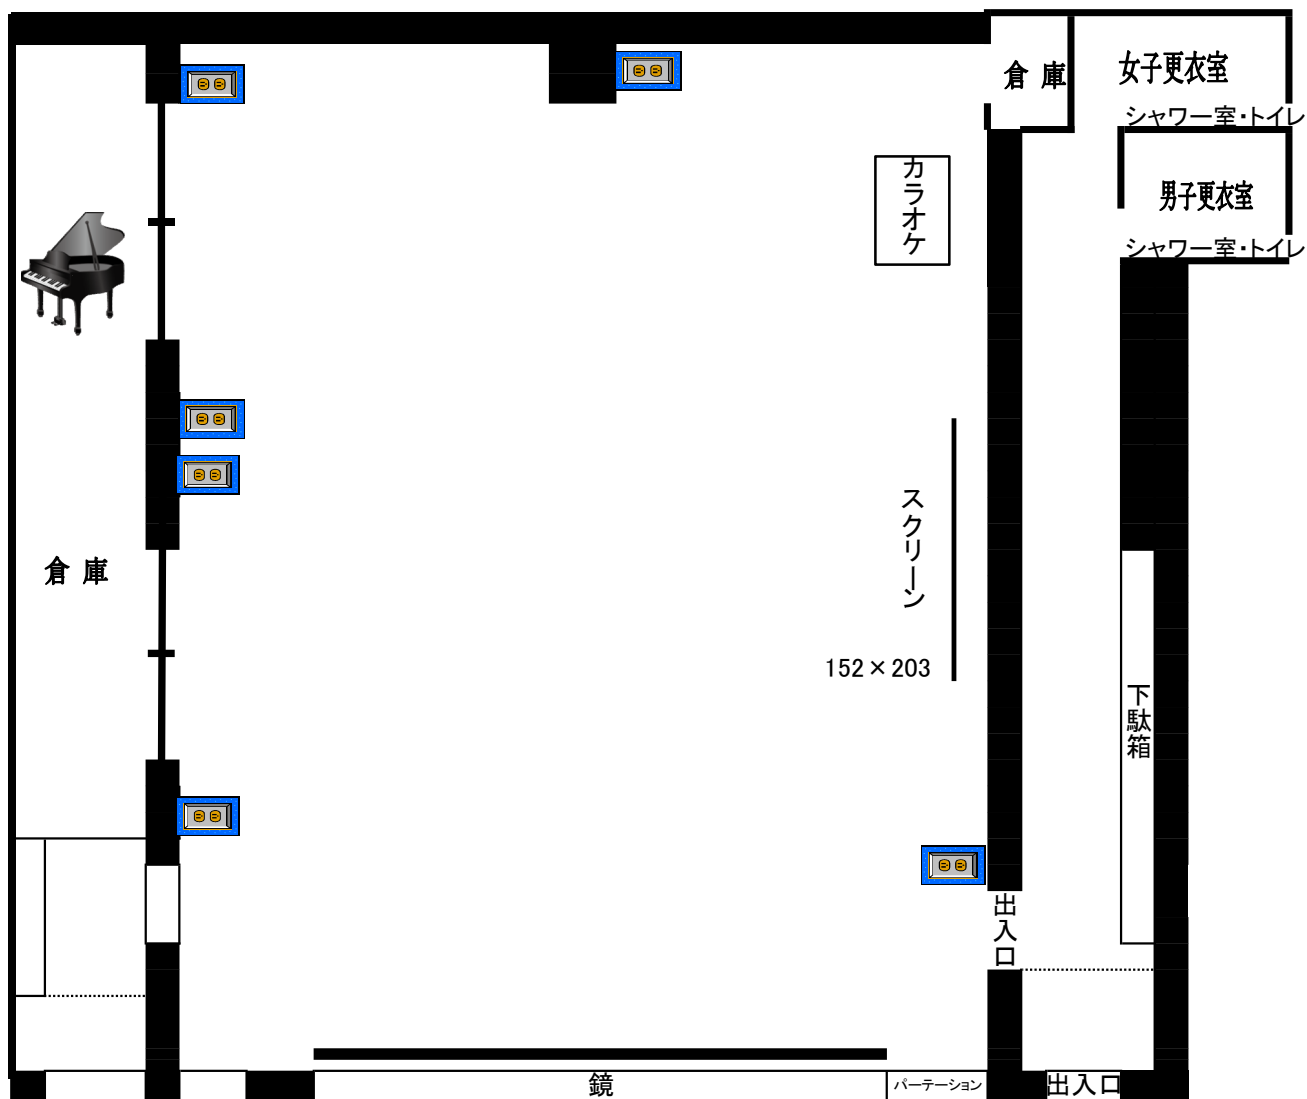 倉 庫
女子更衣室
シャワー室・トイレ
男子更衣室
シャワー室・トイレ
カラオケ
スクリーン
152×203
倉 庫
下駄箱
出入口
鏡
パーテーション
出入口